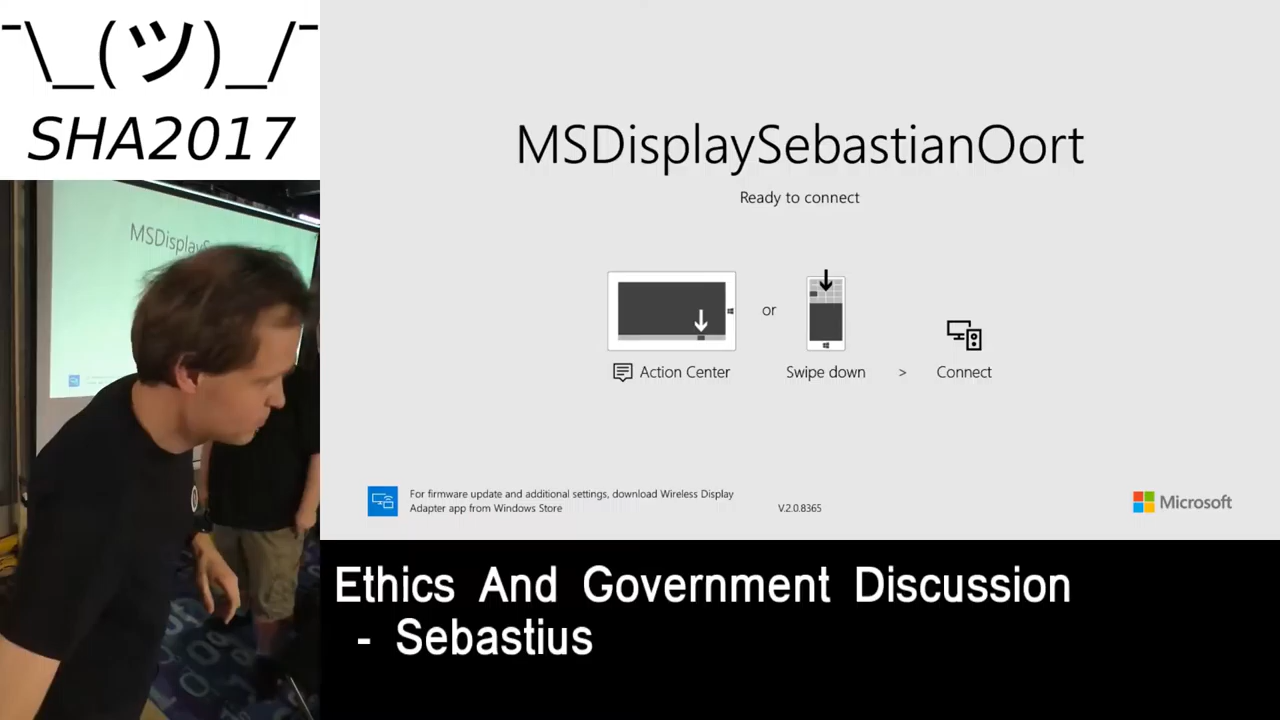 ¯\_(ツ)_/¯
SHA2017
MSDisplaySebastianOort
Ready to connect
or
Action Center
Swipe down
>
Connect
For firmware update and additional settings, download Wireless Display
Adapter app from Windows Store
V.2.0.8365
Microsoft
MSDisplayS
Ethics And Government Discussion
- Sebastius